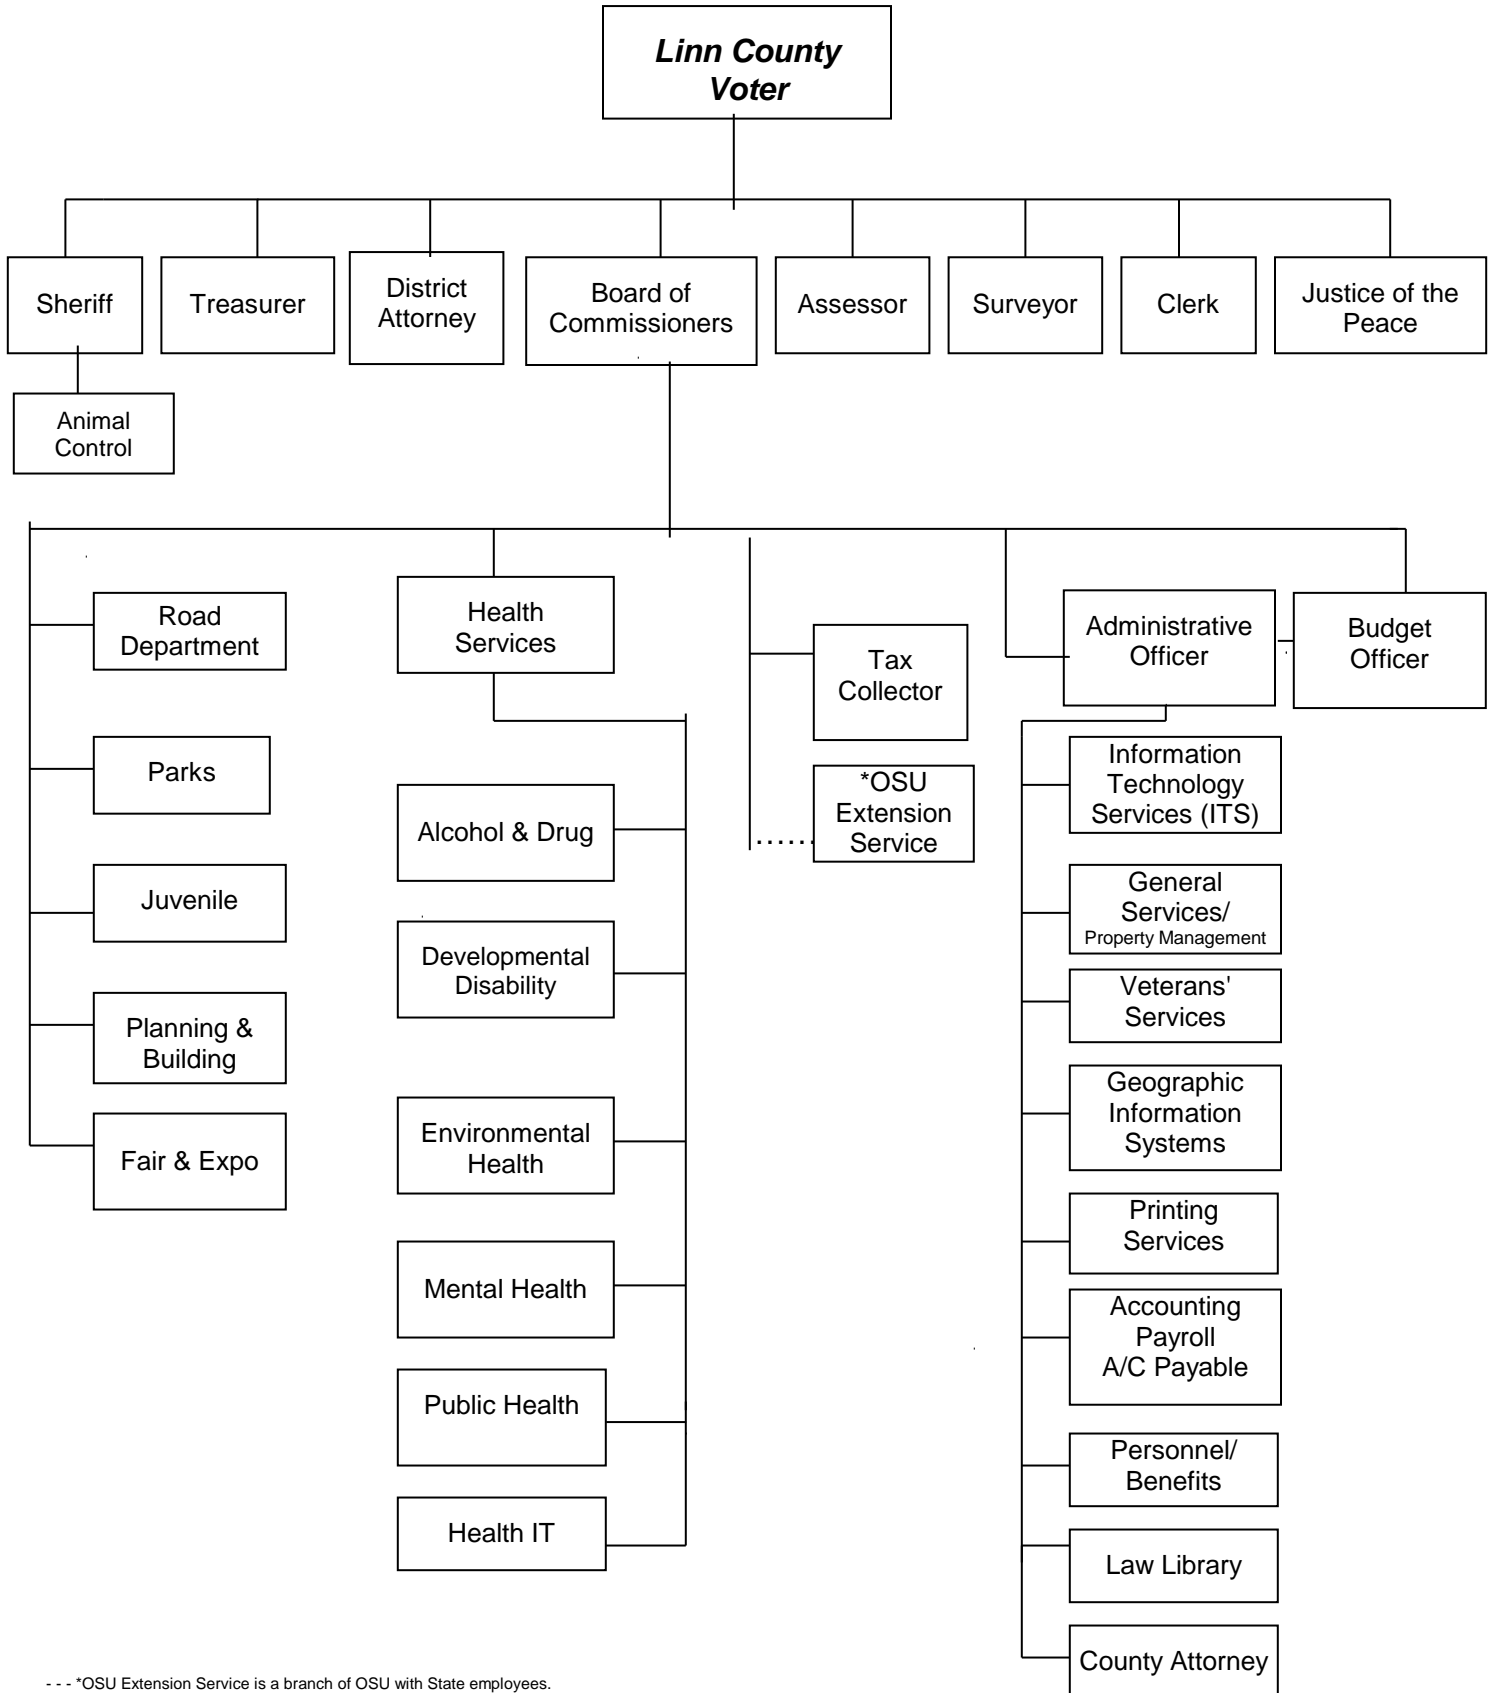 Linn County
Voter
Sheriff
Treasurer
District
Attorney
Board of
Commissioners
Assessor
Surveyor
Clerk
Justice of the
Peace
Animal
Control
Road
Department
Parks
Juvenile
Planning &
Building
Fair & Expo
Health
Services
Alcohol & Drug
Developmental
Disability
Environmental
Health
Mental Health
Public Health
Health IT
Tax
Collector
*OSU
Extension
Service
Administrative
Officer
Budget
Officer
Information
Technology
Services (ITS)
General
Services/
Property Management
Veterans'
Services
Geographic
Information
Systems
Printing
Services
Accounting
Payroll
A/C Payable
Personnel/
Benefits
Law Library
County Attorney
- - - *OSU Extension Service is a branch of OSU with State employees.